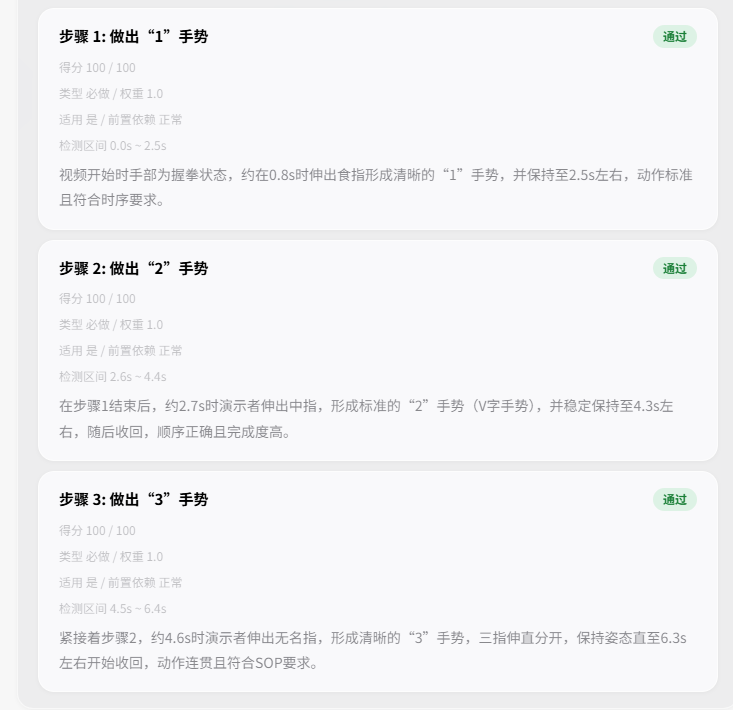 步骤 1: 做出“1”手势
通过
得分 100 / 100
类型 必做 / 权重 1.0
适用 是 / 前置依赖 正常
检测区间 0.0s ~ 2.5s
视频开始时手部为握拳状态，约在0.8s时伸出食指形成清晰的“1”手势，并保持至2.5s左右，动作标准
且符合时序要求。
步骤 2: 做出“2”手势
通过
得分 100 / 100
类型 必做 / 权重 1.0
适用 是 / 前置依赖 正常
检测区间 2.6s ~ 4.4s
在步骤1结束后，约2.7s时演示者伸出中指，形成标准的“2”手势（V字手势），并稳定保持至4.3s左
右，随后收回，顺序正确且完成度高。
步骤 3: 做出“3”手势
通过
得分 100 / 100
类型 必做 / 权重 1.0
适用 是 / 前置依赖 正常
检测区间 4.5s ~ 6.4s
紧接着步骤2，约4.6s时演示者伸出无名指，形成清晰的“3”手势，三指伸直分开，保持姿态直至6.3s
左右开始收回，动作连贯且符合SOP要求。